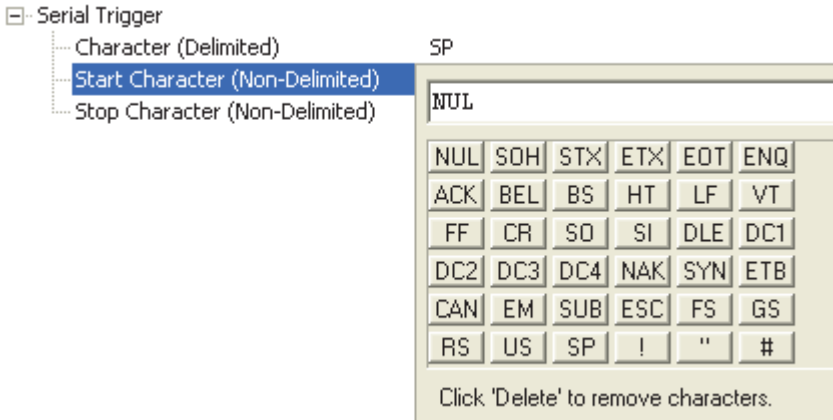 Serial Trigger
Character (Delimited) SP
Start Character (Non-Delimited)
Stop Character (Non-Delimited)
NUL
NUL SOH STX ETX EOT ENQ
ACK BEL BS HT LF VT
FF CR SO SI DLE DC1
DC2 DC3 DC4 NAK SYN ETB
CAN EM SUB ESC FS GS
RS US SP ! " #
Click 'Delete' to remove characters.